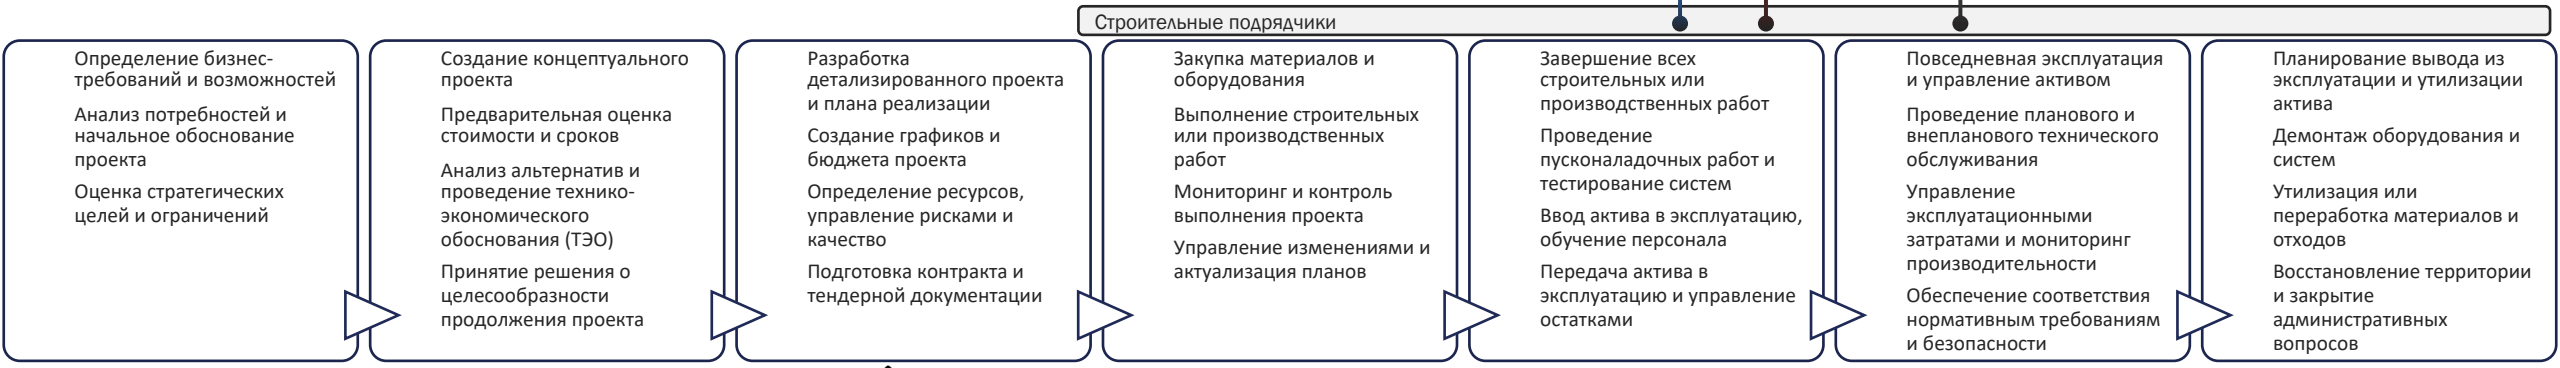 Строительные подрядчики
Определение бизнес-
требований и возможностей
Анализ потребностей и
начальное обоснование
проекта
Оценка стратегических
целей и ограничений
Создание концептуального
проекта
Предварительная оценка
стоимости и сроков
Анализ альтернатив и
проведение технико-
экономического
обоснования (ТЭО)
Принятие решения о
целесообразности
продолжения проекта
Разработка
детализированного проекта
и плана реализации
Создание графиков и
бюджета проекта
Определение ресурсов,
управление рисками и
качество
Подготовка контракта и
тендерной документации
Закупка материалов и
оборудования
Выполнение строительных
или производственных
работ
Мониторинг и контроль
выполнения проекта
Управление изменениями и
актуализация планов
Завершение всех
строительных или
производственных работ
Проведение
пусконаладочных работ и
тестирование систем
Ввод актива в эксплуатацию,
обучение персонала
Передача актива в
эксплуатацию и управление
остатками
Повседневная эксплуатация
и управление активом
Проведение планового и
внепланового технического
обслуживания
Управление
эксплуатационными
затратами и мониторинг
производительности
Обеспечение соответствия
нормативным требованиям
и безопасности
Планирование вывода из
эксплуатации и утилизации
актива
Демонтаж оборудования и
систем
Утилизация или
переработка материалов и
отходов
Восстановление территории
и закрытие
административных
вопросов